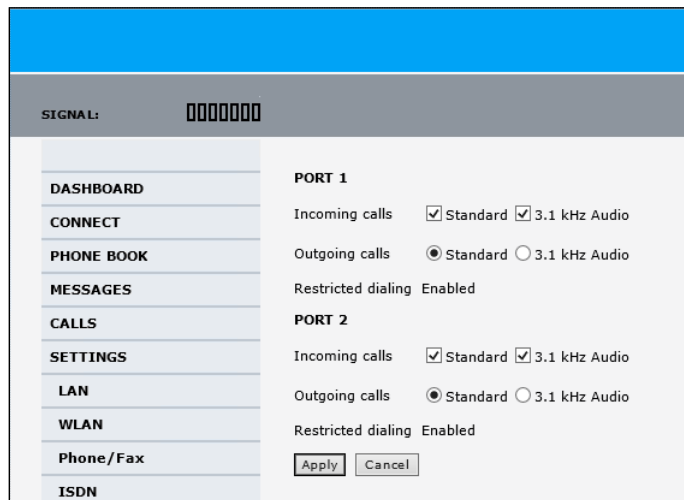 SIGNAL:
DASHBOARD
CONNECT
PHONE BOOK
MESSAGES
CALLS
SETTINGS
LAN
WLAN
Phone/Fax
ISDN
PORT 1
Incoming calls Standard 3.1 kHz Audio
Outgoing calls Standard 3.1 kHz Audio
Restricted dialing Enabled
PORT 2
Incoming calls Standard 3.1 kHz Audio
Outgoing calls Standard 3.1 kHz Audio
Restricted dialing Enabled
Apply Cancel